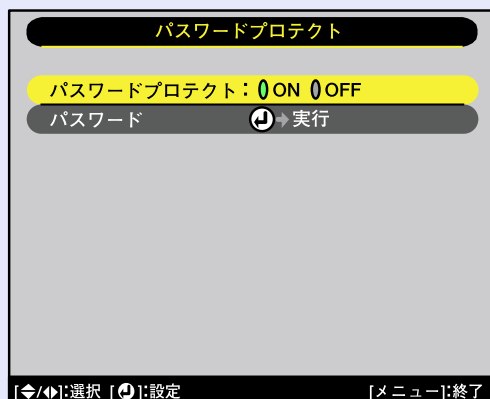 パスワードプロテクト
パスワードプロテクト： ON OFF
パスワード 実行
[/]:選択 []:設定 [メニュー]:終了